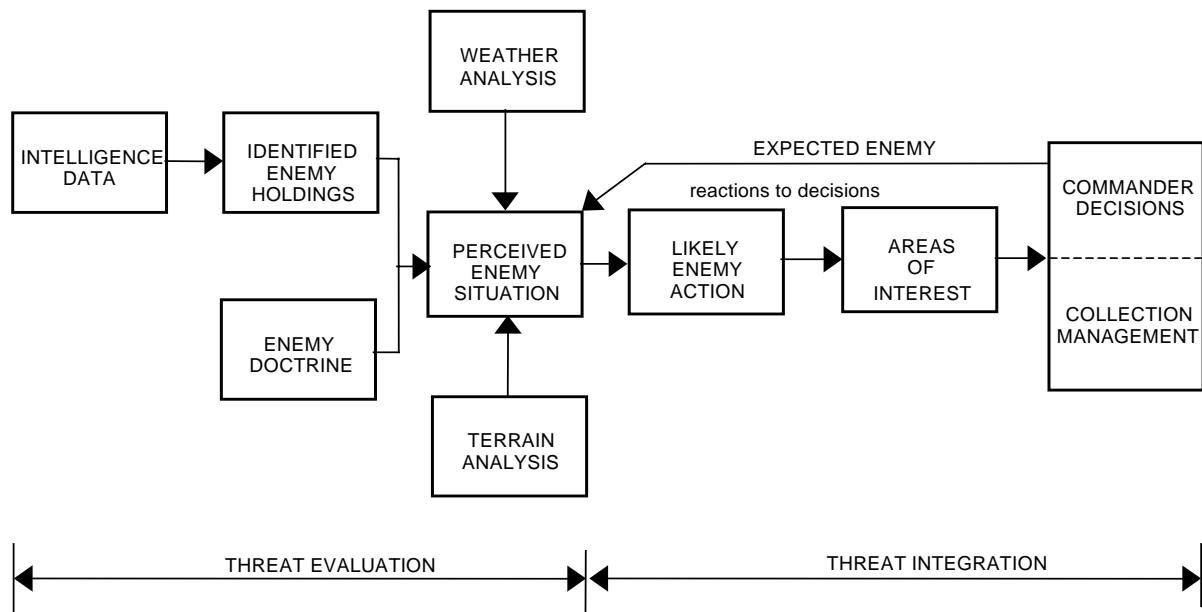 WEATHER
ANALYSIS
INTELLIGENCE
DATA
IDENTIFIED
ENEMY
HOLDINGS
EXPECTED ENEMY
reactions to decisions
COMMANDER
DECISIONS
PERCEIVED
ENEMY
SITUATION
LIKELY
ENEMY
ACTION
AREAS
OF
INTEREST
COLLECTION
MANAGEMENT
ENEMY
DOCTRINE
TERRAIN
ANALYSIS
THREAT EVALUATION
THREAT INTEGRATION